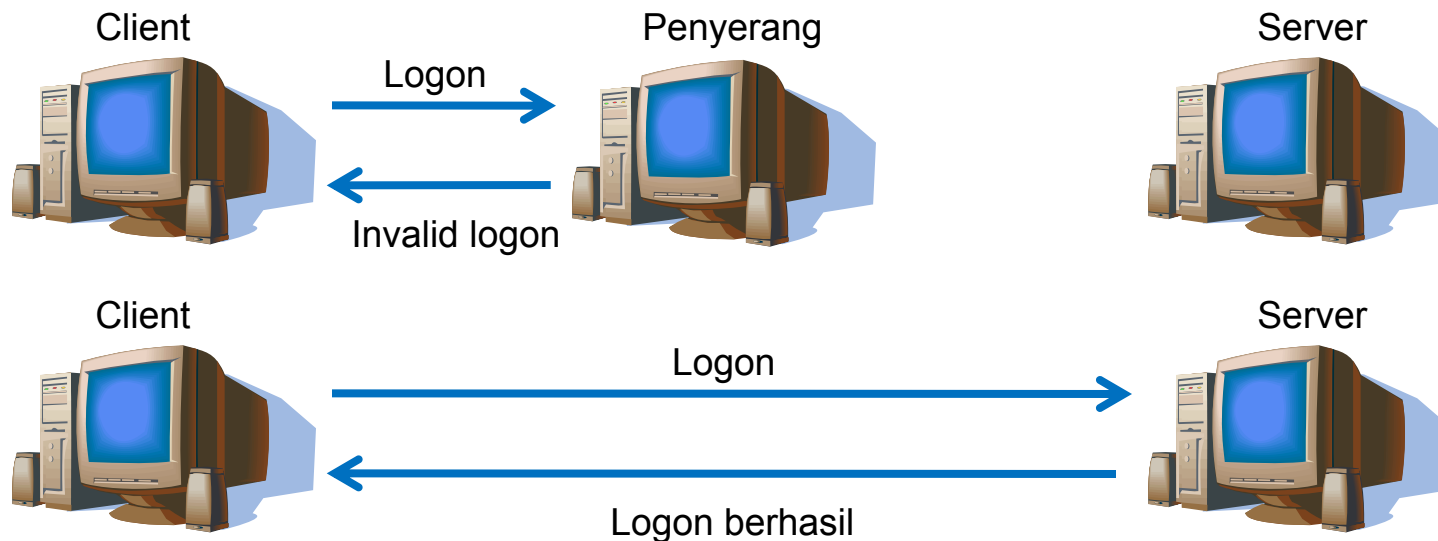 Client
Penyerang
Server
Logon
Invalid logon
Client
Server
Logon
Logon berhasil